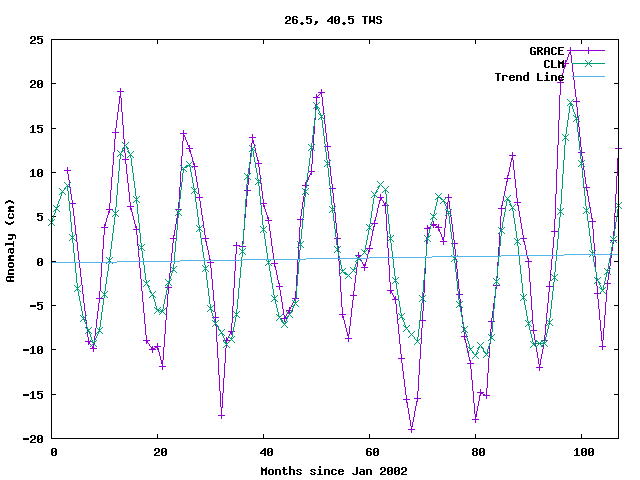 26.5, 40.5 TWS
GRACE
CLM
Trend Line
25
20
15
10
5
0
-5
-10
-15
-20
Anomaly (cm)
0 20 40 60 80 100
Months since Jan 2002